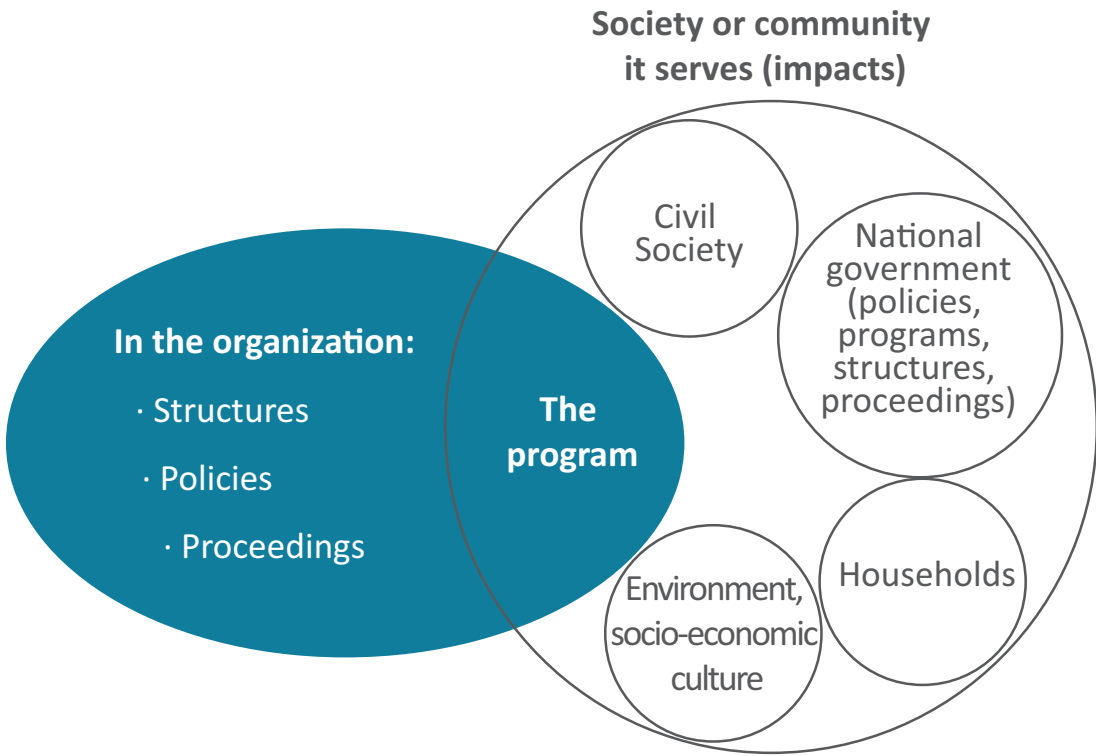 Society or community
it serves (impacts)
Civil
Society
National
government
(policies,
programs,
structures,
proceedings)
In the organization:
· Structures
· Policies
· Proceedings
The
program
Households
Environment,
socio-economic
culture